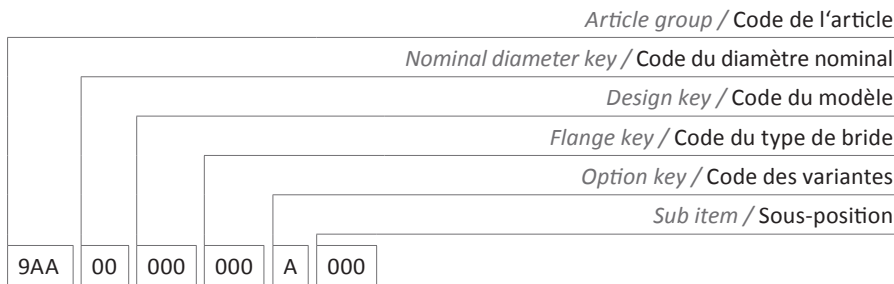 Article group / Code de l‘article
Nominal diameter key / Code du diamètre nominal
Design key / Code du modèle
Flange key / Code du type de bride
Option key / Code des variantes
Sub item / Sous-position
9AA 00 000 000 A 000